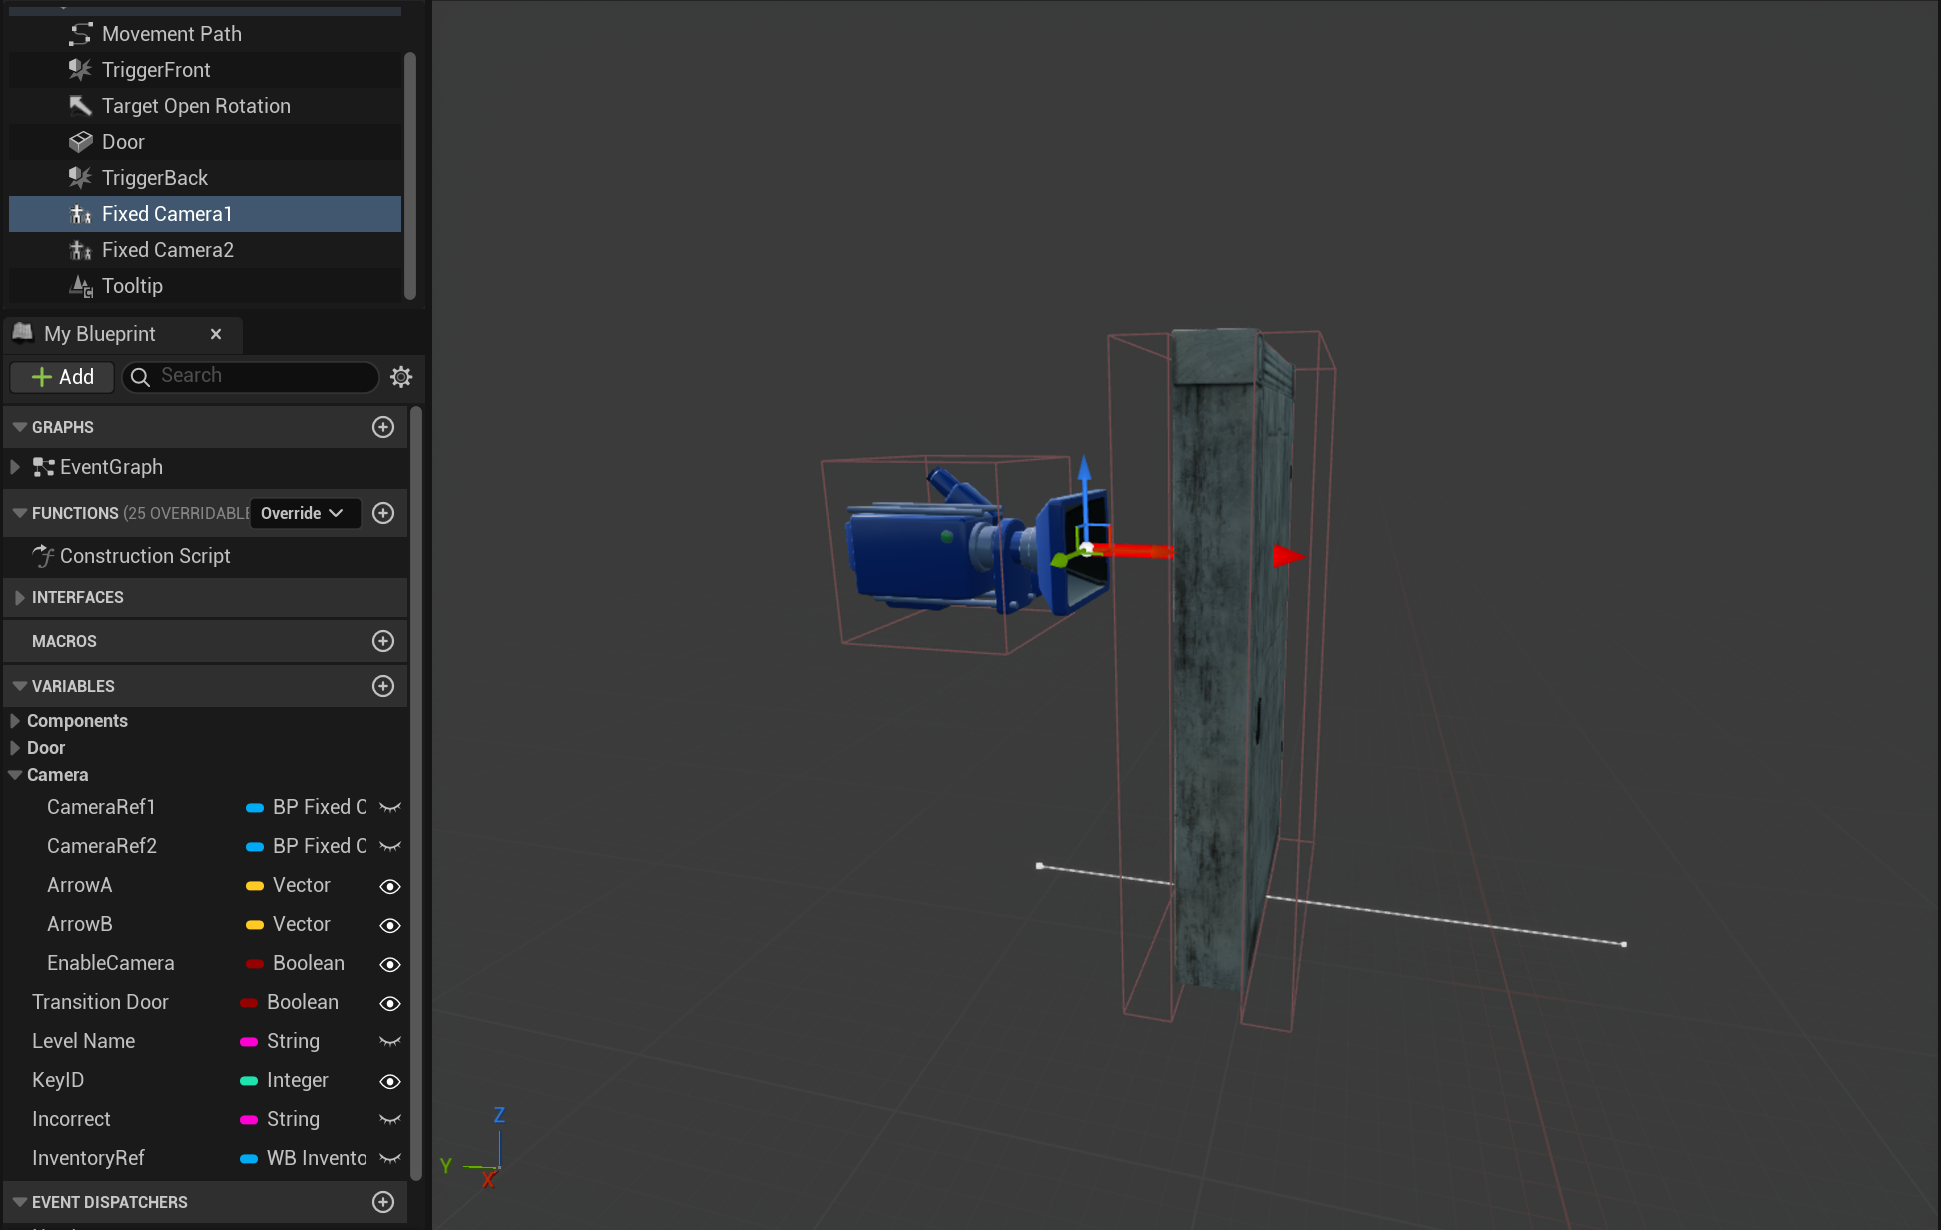 Movement Path
TriggerFront
Target Open Rotation
Door
TriggerBack
Fixed Camera1
Fixed Camera2
Tooltip
My Blueprint
Add
Search
GRAPHS
EventGraph
FUNCTIONS (25 OVERRIDABLE
Override
Construction Script
INTERFACES
MACROS
VARIABLES
Components
Door
Camera
CameraRef1 BP Fixed C
CameraRef2 BP Fixed C
ArrowA Vector
ArrowB Vector
EnableCamera Boolean
Transition Door Boolean
Level Name String
KeyID Integer
Incorrect String
InventoryRef WB Invento
EVENT DISPATCHERS
Z
Y
X